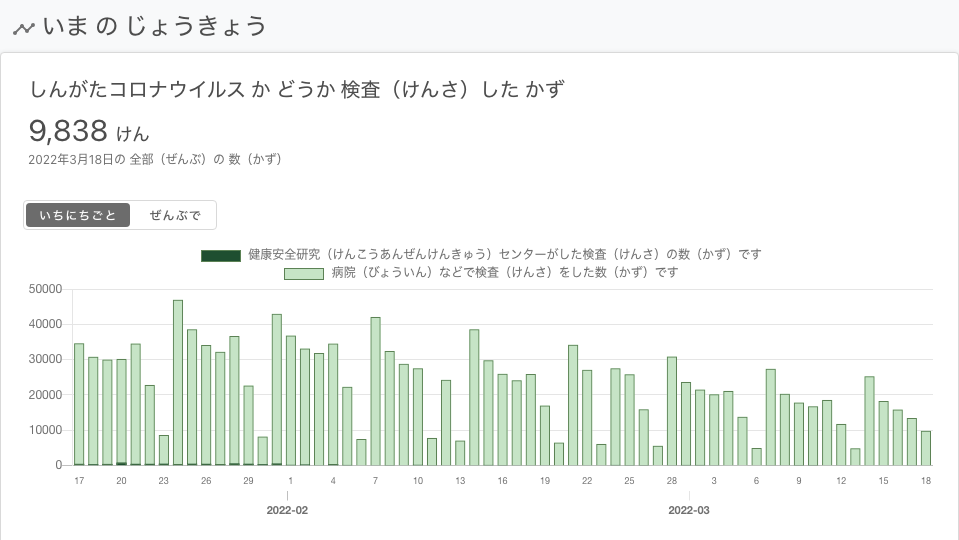 いま の じょうきょう
しんがたコロナウイルス か どうか 検査（けんさ）した かず
9,838 けん
2022年3月18日の 全部（ぜんぶ）の 数（かず）
いちにちごと ぜんぶで
健康安全研究（けんこうあんぜんけんきゅう）センターがした検査（けんさ）の数（かず）です
病院（びょういん）などで検査（けんさ）をした数（かず）です
50000
40000
30000
20000
10000
0
17 20 23 26 29 1 4 7 10 13 16 19 22 25 28 3 6 9 12 15 18
2022-02 2022-03